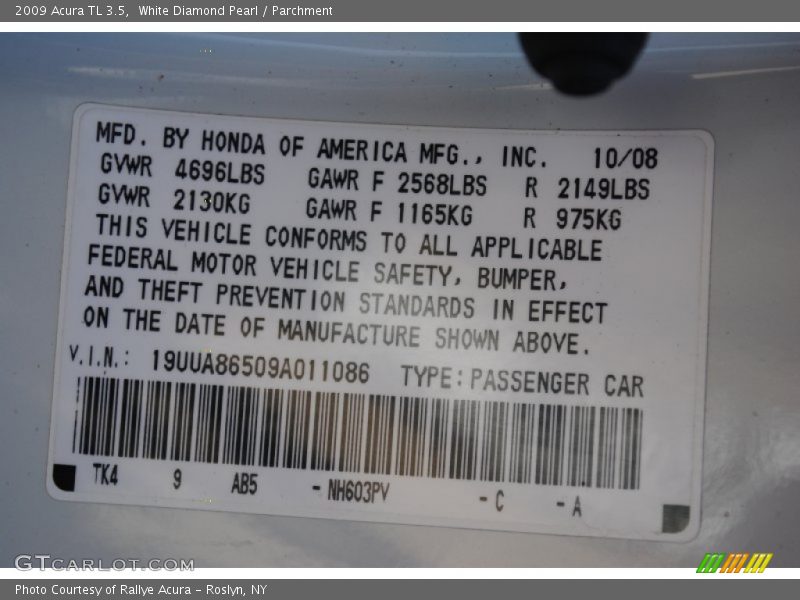 2009 Acura TL 3.5,  White Diamond Pearl / Parchment
MFD. BY HONDA OF AMERICA MFG., INC. 10/08
GVWR 4696LBS GAWR F 2568LBS R 2149LBS
GVWR 2130KG GAWR F 1165KG R 975KG
THIS VEHICLE CONFORMS TO ALL APPLICABLE
FEDERAL MOTOR VEHICLE SAFETY, BUMPER,
AND THEFT PREVENTION STANDARDS IN EFFECT
ON THE DATE OF MANUFACTURE SHOWN ABOVE.
V.I.N.: 19UUA86509A011086 TYPE: PASSENGER CAR
TK4 9 AB5 - NH603PV - C - A
GTCARLOT.COM
Photo Courtesy of Rallye Acura - Roslyn, NY